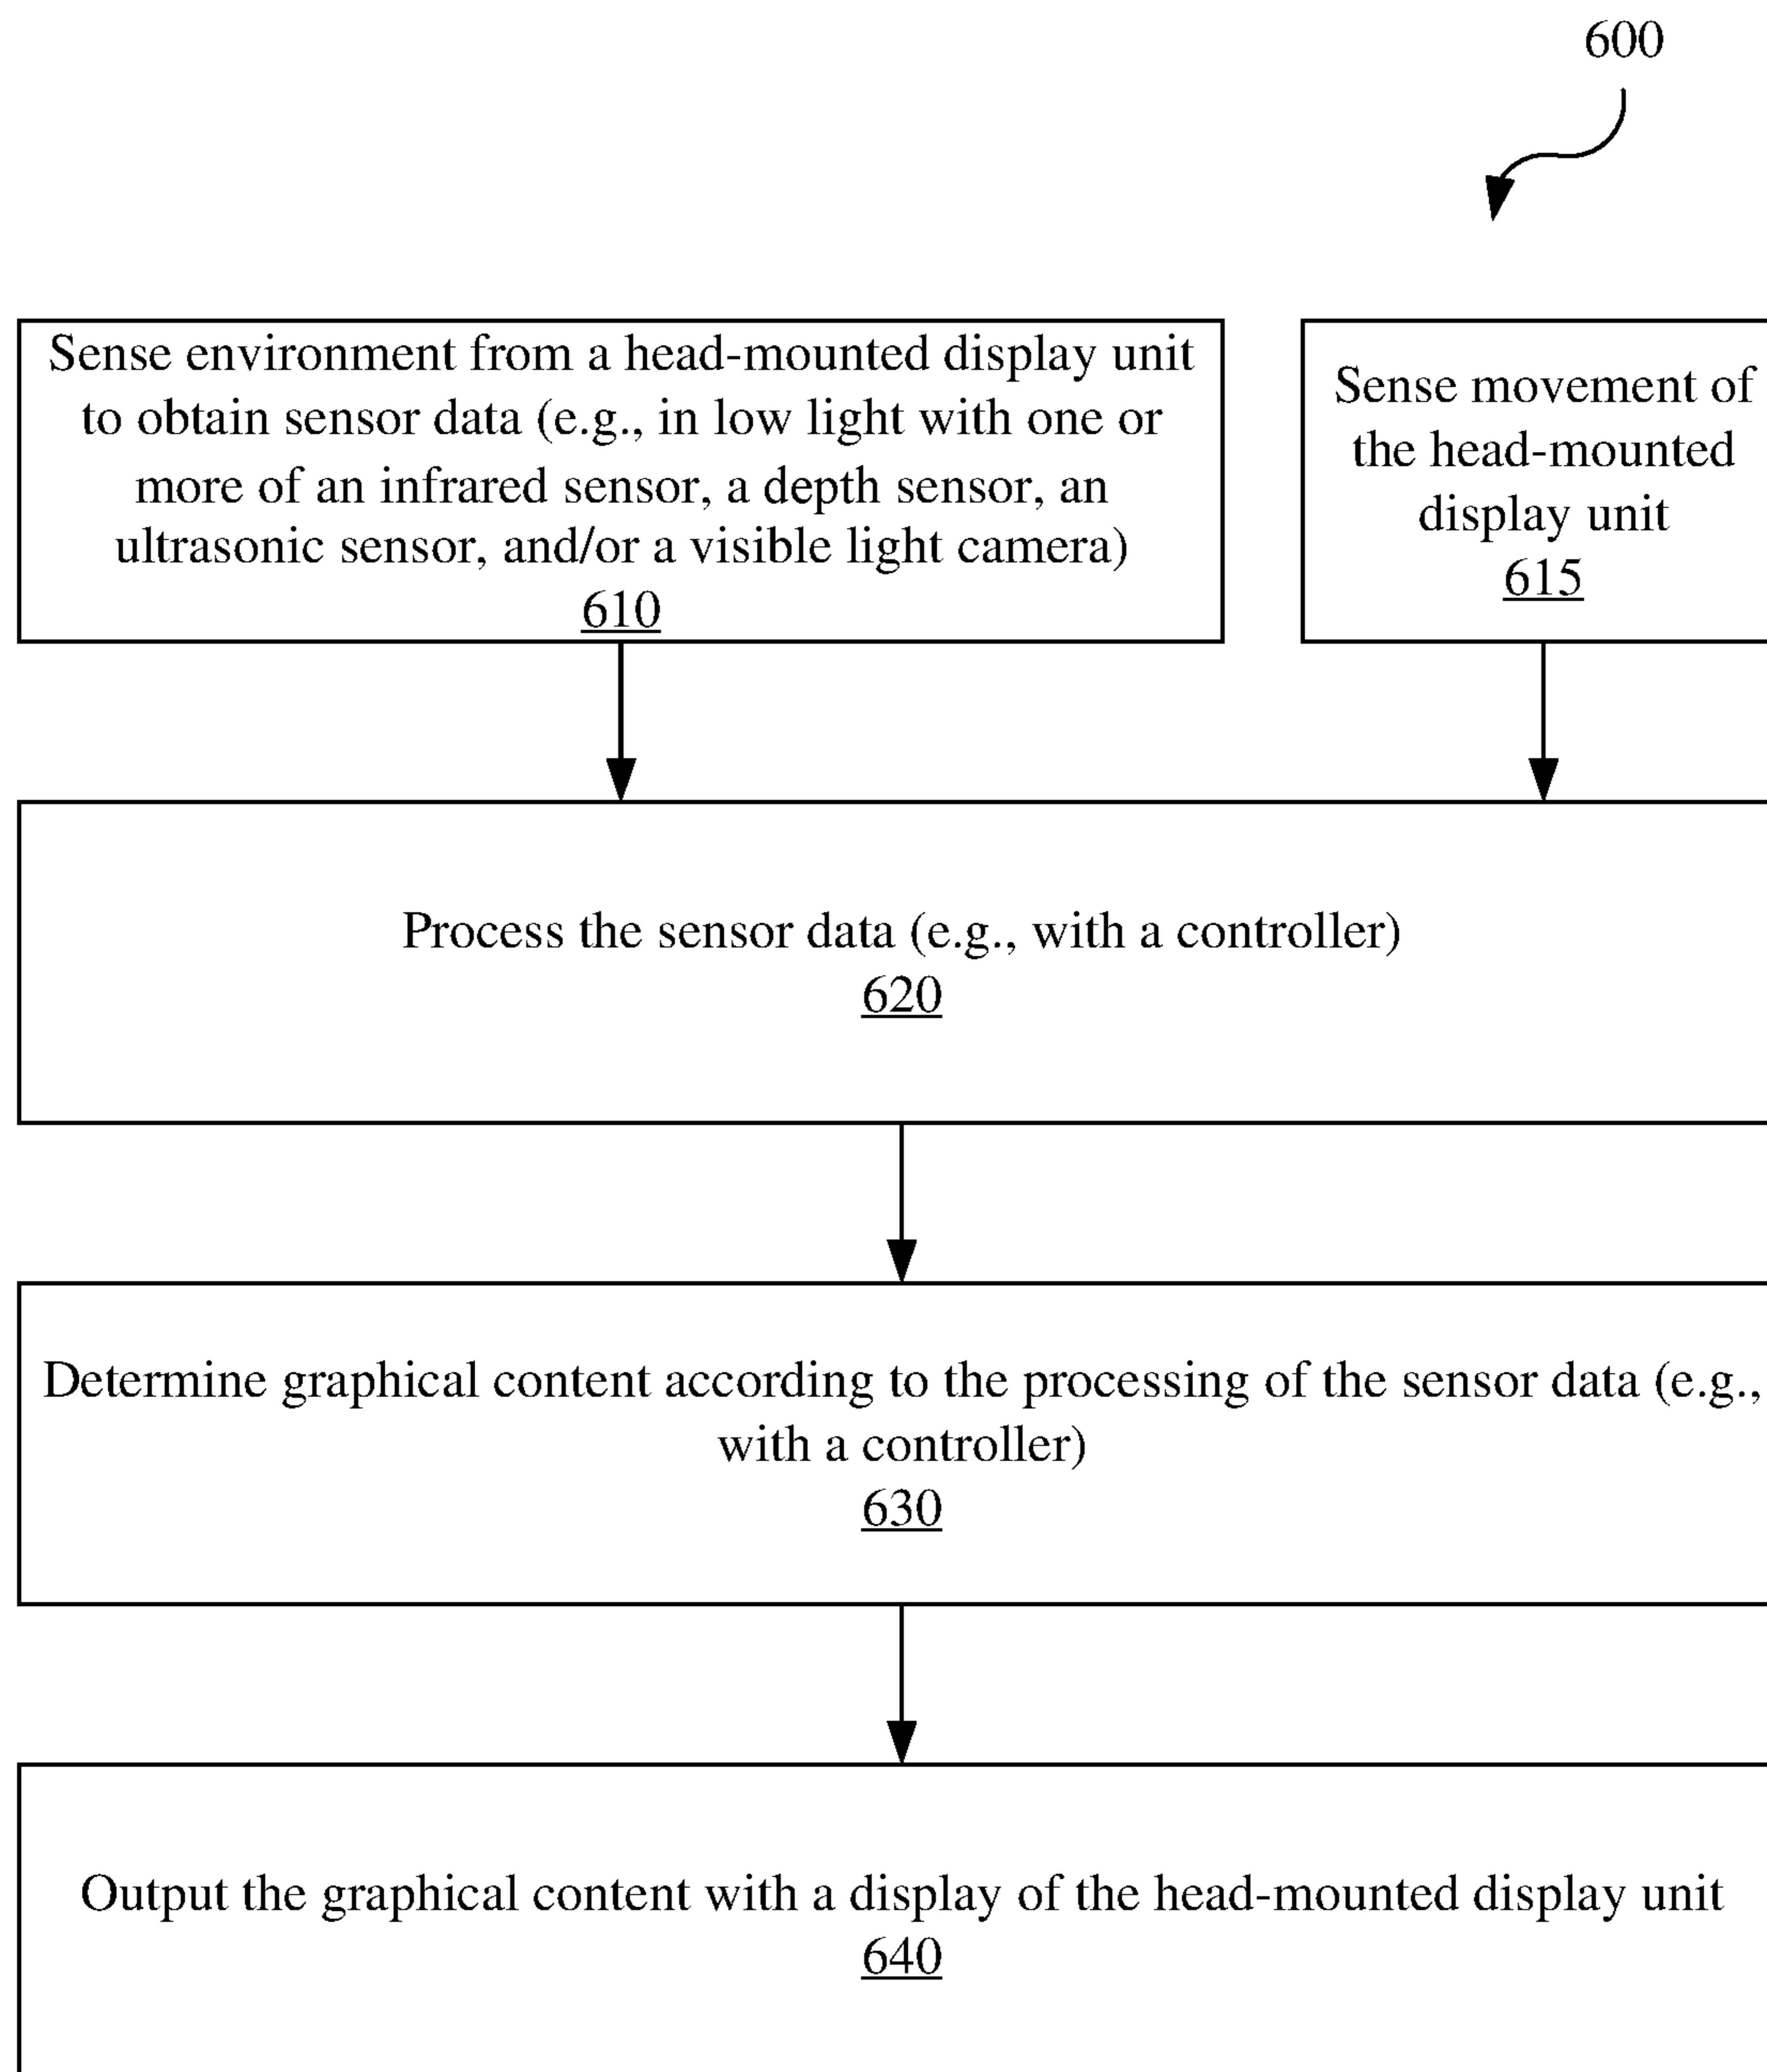 600
Sense environment from a head-mounted display unit
to obtain sensor data (e.g., in low light with one or
more of an infrared sensor, a depth sensor, an
ultrasonic sensor, and/or a visible light camera)
610
Sense movement of
the head-mounted
display unit
615
Process the sensor data (e.g., with a controller)
620
Determine graphical content according to the processing of the sensor data (e.g.,
with a controller)
630
Output the graphical content with a display of the head-mounted display unit
640